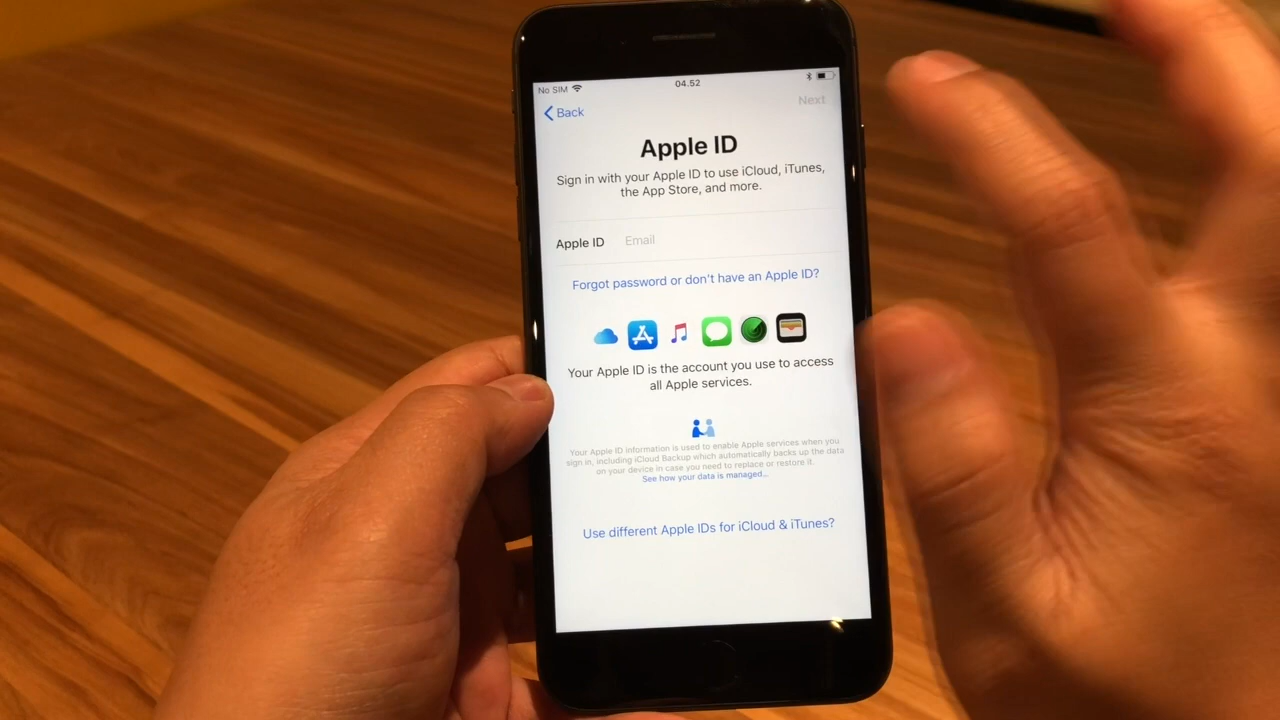 No SIM 04.52
Back Next
Apple ID
Sign in with your Apple ID to use iCloud, iTunes,
the App Store, and more.
Apple ID Email
Forgot password or don't have an Apple ID?
Your Apple ID is the account you use to access
all Apple services.
Your Apple ID information is used to enable Apple services when you
sign in, including iCloud Backup which automatically backs up the data
on your device in case you need to replace or restore it.
See how your data is managed...
Use different Apple IDs for iCloud & iTunes?